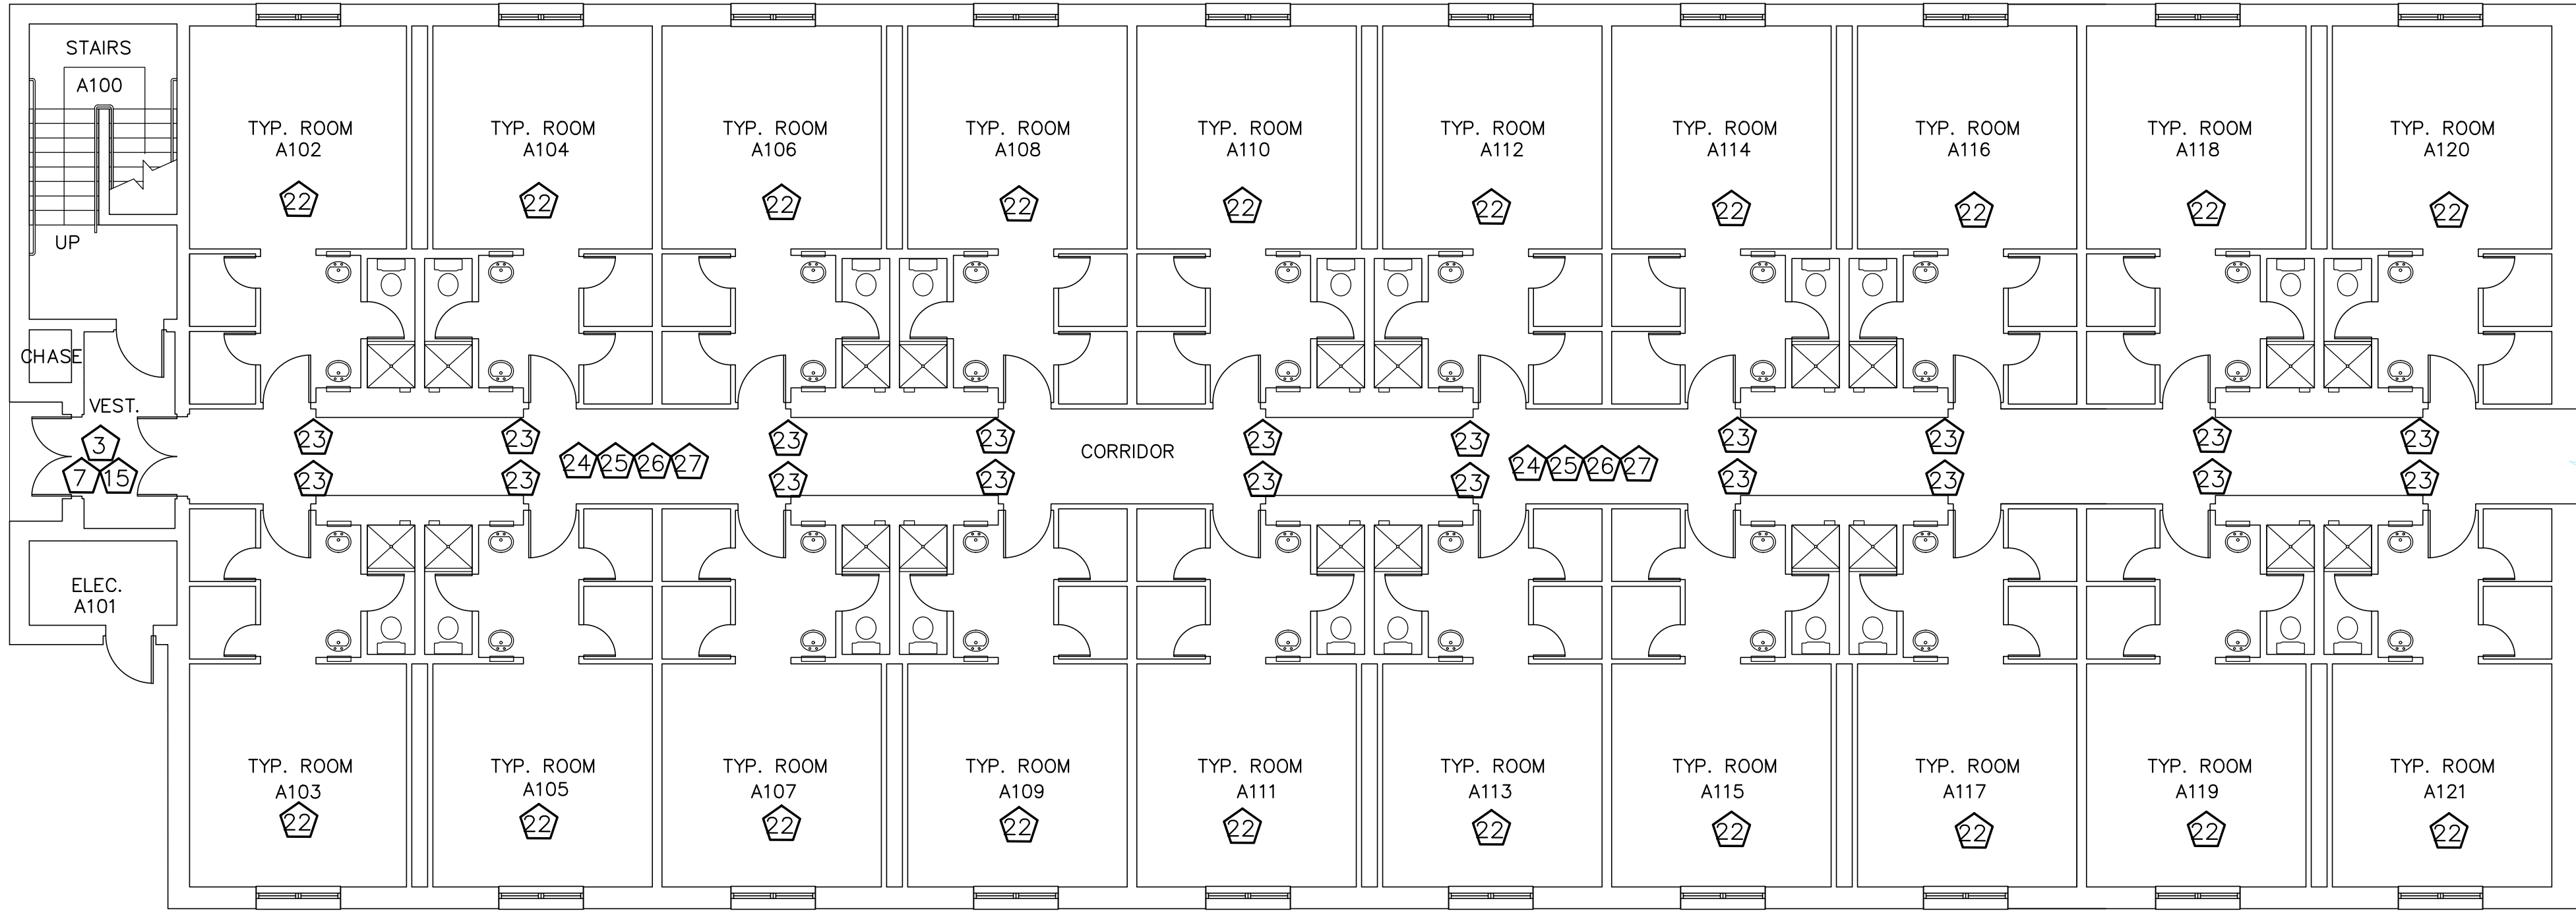 STAIRS
A100
UP
CHASE
VEST.
3
7 15
ELEC.
A101
TYP. ROOM
A102
22
TYP. ROOM
A104
22
TYP. ROOM
A106
22
TYP. ROOM
A108
22
TYP. ROOM
A110
22
TYP. ROOM
A112
22
TYP. ROOM
A114
22
TYP. ROOM
A116
22
TYP. ROOM
A118
22
TYP. ROOM
A120
22
23 23 23 23 23 23 23 23 23 23
24 25 26 27
CORRIDOR
24 25 26 27
23 23 23 23 23 23 23 23 23 23
TYP. ROOM
A103
22
TYP. ROOM
A105
22
TYP. ROOM
A107
22
TYP. ROOM
A109
22
TYP. ROOM
A111
22
TYP. ROOM
A113
22
TYP. ROOM
A115
22
TYP. ROOM
A117
22
TYP. ROOM
A119
22
TYP. ROOM
A121
22